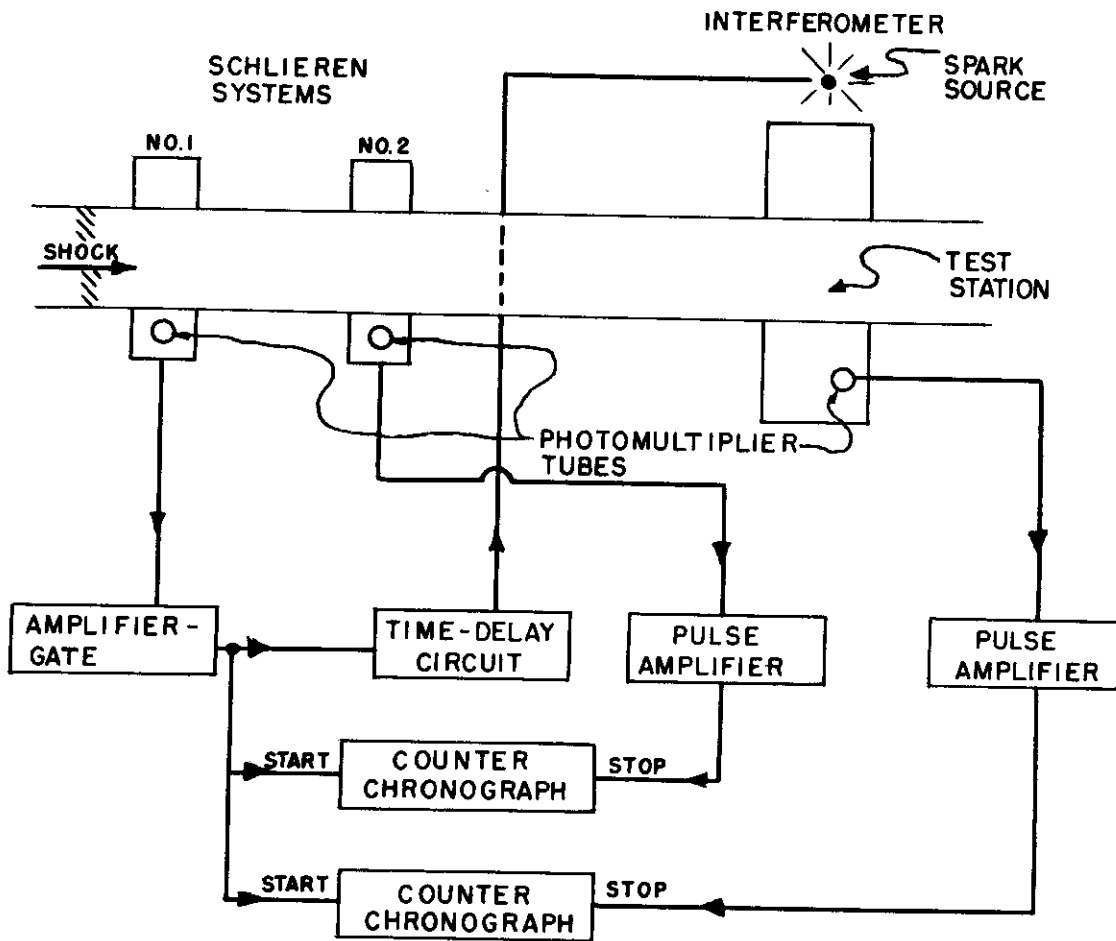 INTERFEROMETER
SCHLIEREN
SYSTEMS
SPARK
SOURCE
NO.1
NO.2
SHOCK
TEST
STATION
PHOTOMULTIPLIER
TUBES
AMPLIFIER-
GATE
TIME-DELAY
CIRCUIT
PULSE
AMPLIFIER
PULSE
AMPLIFIER
START
COUNTER
CHRONOGRAPH
STOP
START
COUNTER
CHRONOGRAPH
STOP